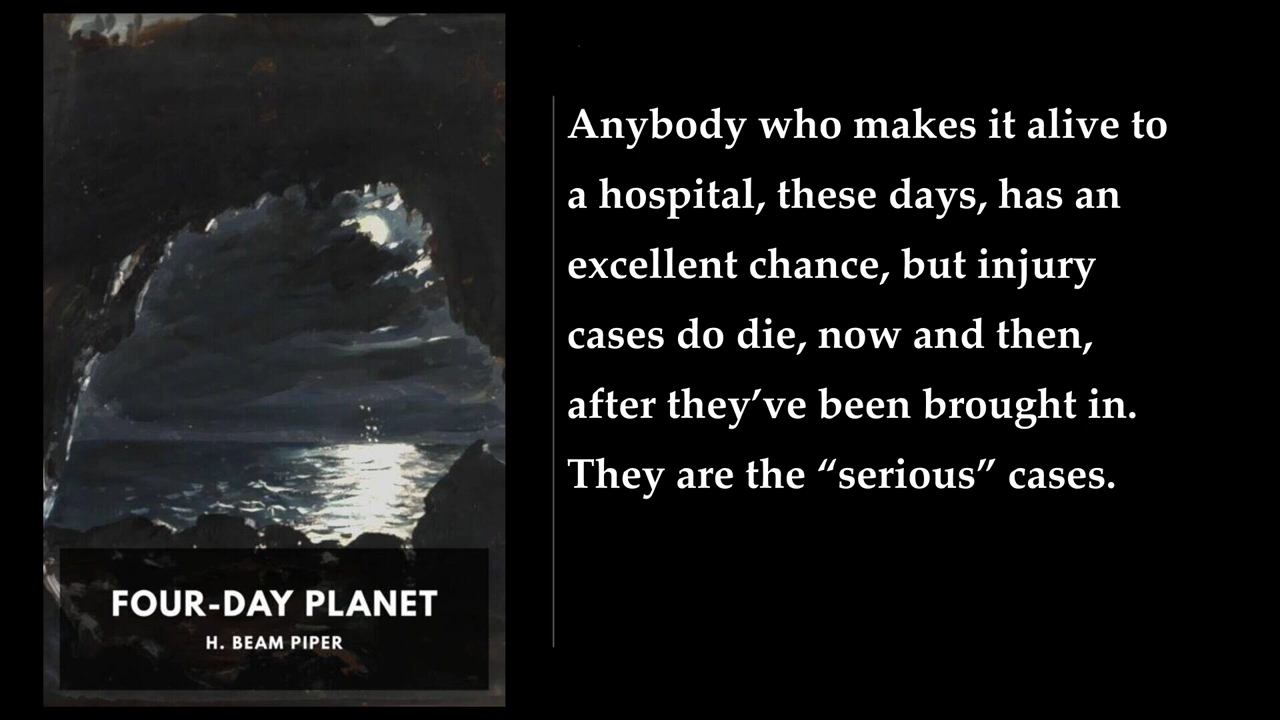 FOUR-DAY PLANET
H. BEAM PIPER
Anybody who makes it alive to
a hospital, these days, has an
excellent chance, but injury
cases do die, now and then,
after they’ve been brought in.
They are the “serious” cases.